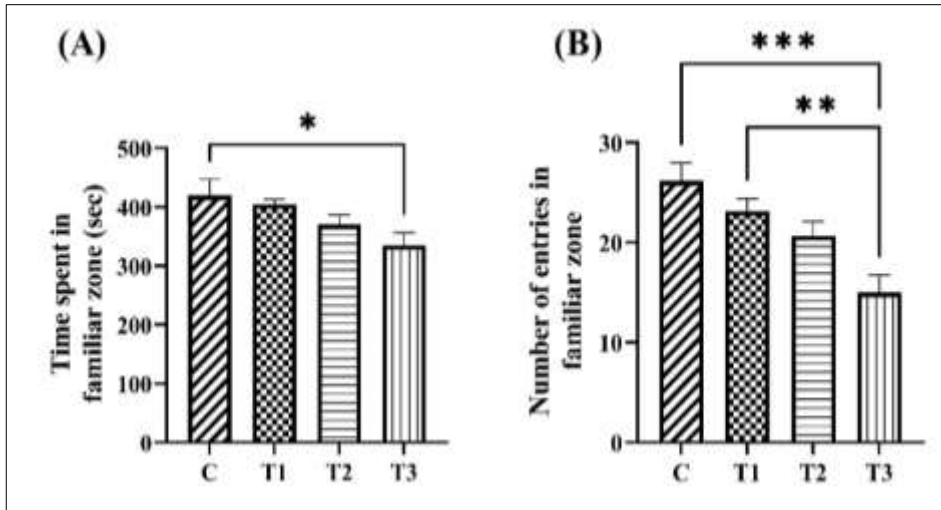 (A)
*
Time spent in
familiar zone (sec)
500
400
300
200
100
0
C T1 T2 T3
(B)
***
**
Number of entries in
familiar zone
30
20
10
0
C T1 T2 T3